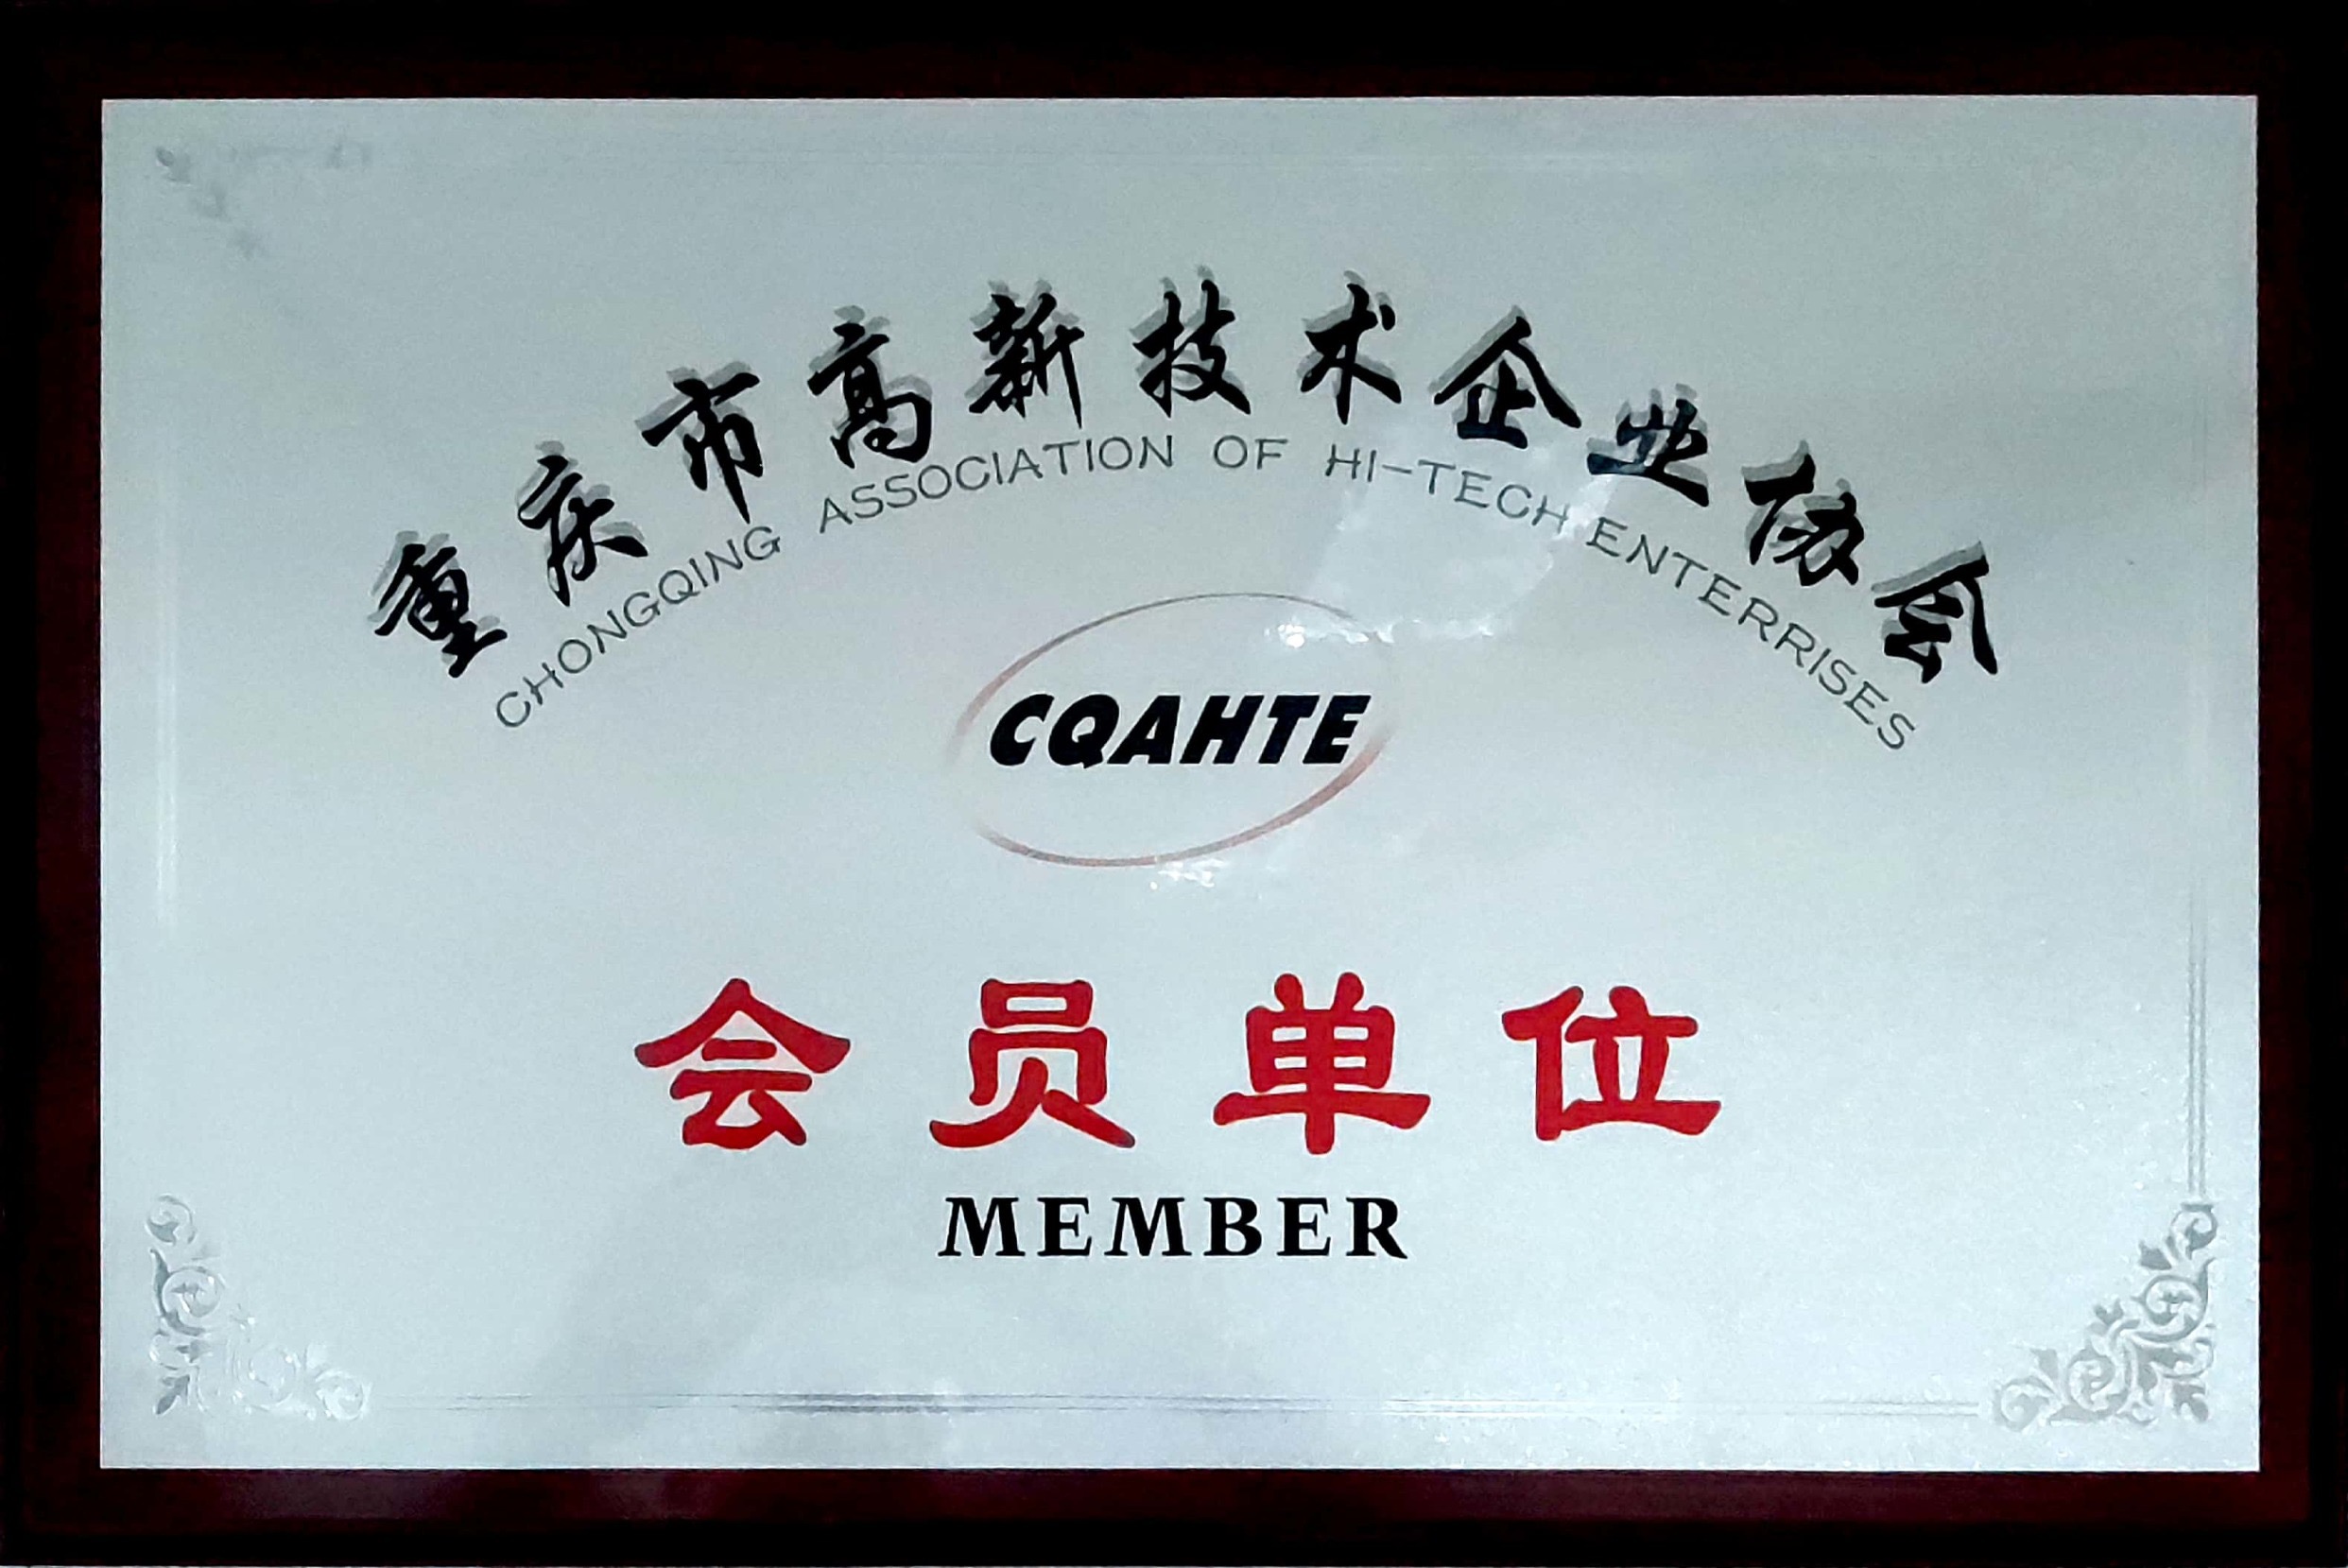 重庆市高新技术企业协会
CHONGQING ASSOCIATION OF HI-TECH ENTERRISES
CQAHTE
会员单位
MEMBER